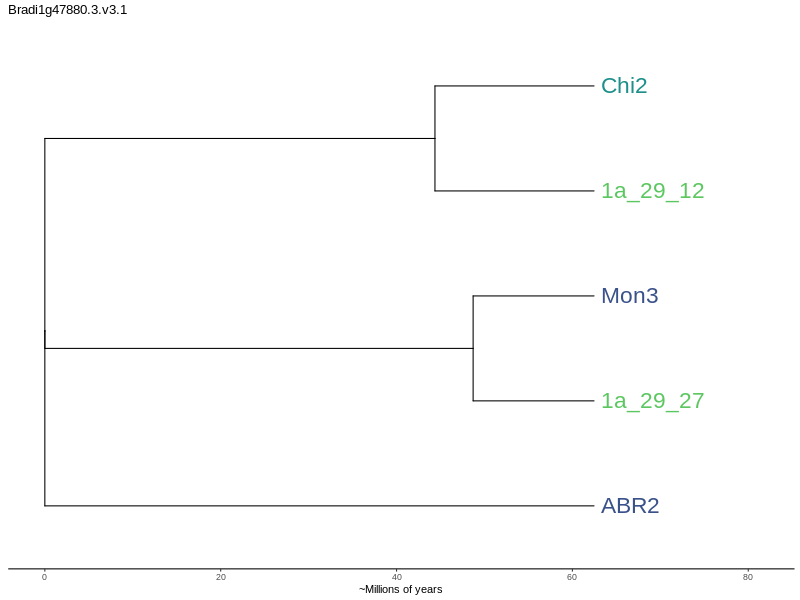 Bradi1g47880.3.v3.1
Chi2
1a_29_12
Mon3
1a_29_27
ABR2
0 20 40 60 80
~Millions of years